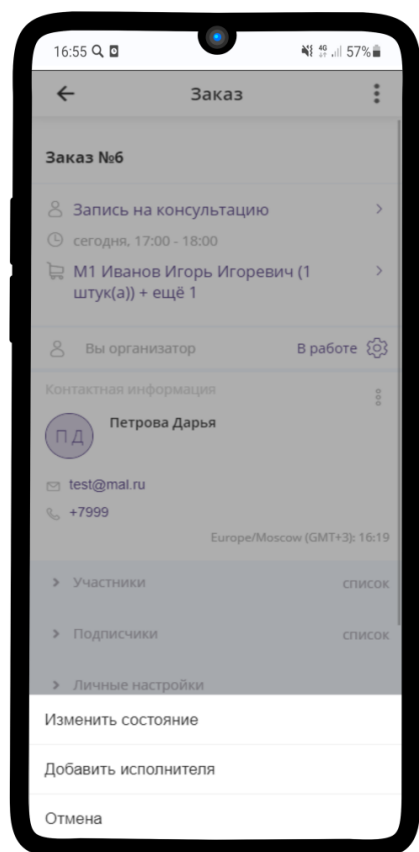 16:55
4G 57%
Заказ
Заказ №6
Запись на консультацию
сегодня, 17:00 - 18:00
М1 Иванов Игорь Игоревич (1
штук(а)) + ещё 1
Вы организатор В работе
Контактная информация
ПД Петрова Дарья
test@mal.ru
+7999
Europe/Moscow (GMT+3): 16:19
Участники список
Подписчики список
Личные настройки
Изменить состояние
Добавить исполнителя
Отмена